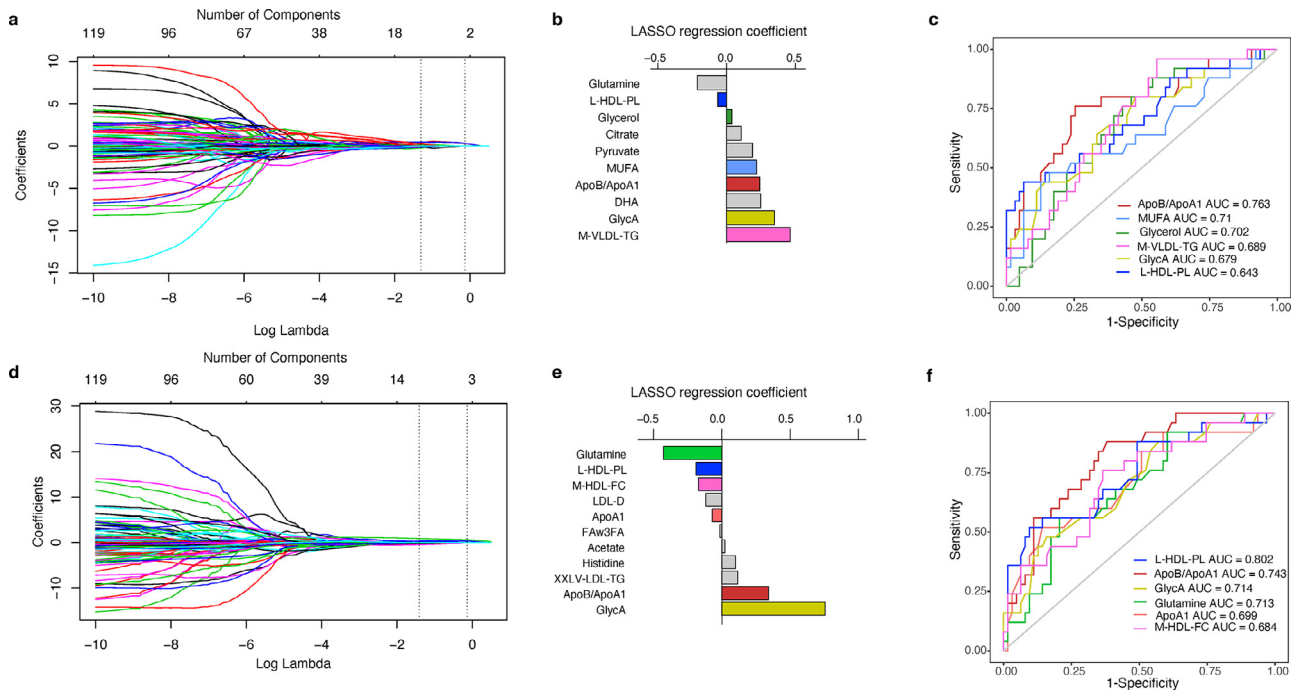 a
Number of Components
119 96 67 38 18 2
10
5
0
−5
−10
−15
Coefficients
−10 −8 −6 −4 −2 0
Log Lambda
b
LASSO regression coefficient
−0.5 0.0 0.5
Glutamine
L-HDL-PL
Glycerol
Citrate
Pyruvate
MUFA
ApoB/ApoA1
DHA
GlycA
M-VLDL-TG
c
1.00
0.75
0.50
0.25
0.00
Sensitivity
ApoB/ApoA1 AUC = 0.763
MUFA AUC = 0.71
Glycerol AUC = 0.702
M-VLDL-TG AUC = 0.689
GlycA AUC = 0.679
L-HDL-PL AUC = 0.643
0.00 0.25 0.50 0.75 1.00
1-Specificity
d
Number of Components
119 96 60 39 14 3
30
20
10
0
−10
Coefficients
−10 −8 −6 −4 −2 0
Log Lambda
e
LASSO regression coefficient
−0.5 0.0 0.5 1.0
Glutamine
L-HDL-PL
M-HDL-FC
LDL-D
ApoA1
FAw3FA
Acetate
Histidine
XXLV-LDL-TG
ApoB/ApoA1
GlycA
f
1.00
0.75
0.50
0.25
0.00
Sensitivity
L-HDL-PL AUC = 0.802
ApoB/ApoA1 AUC = 0.743
GlycA AUC = 0.714
Glutamine AUC = 0.713
ApoA1 AUC = 0.699
M-HDL-FC AUC = 0.684
0.00 0.25 0.50 0.75 1.00
1-Specificity